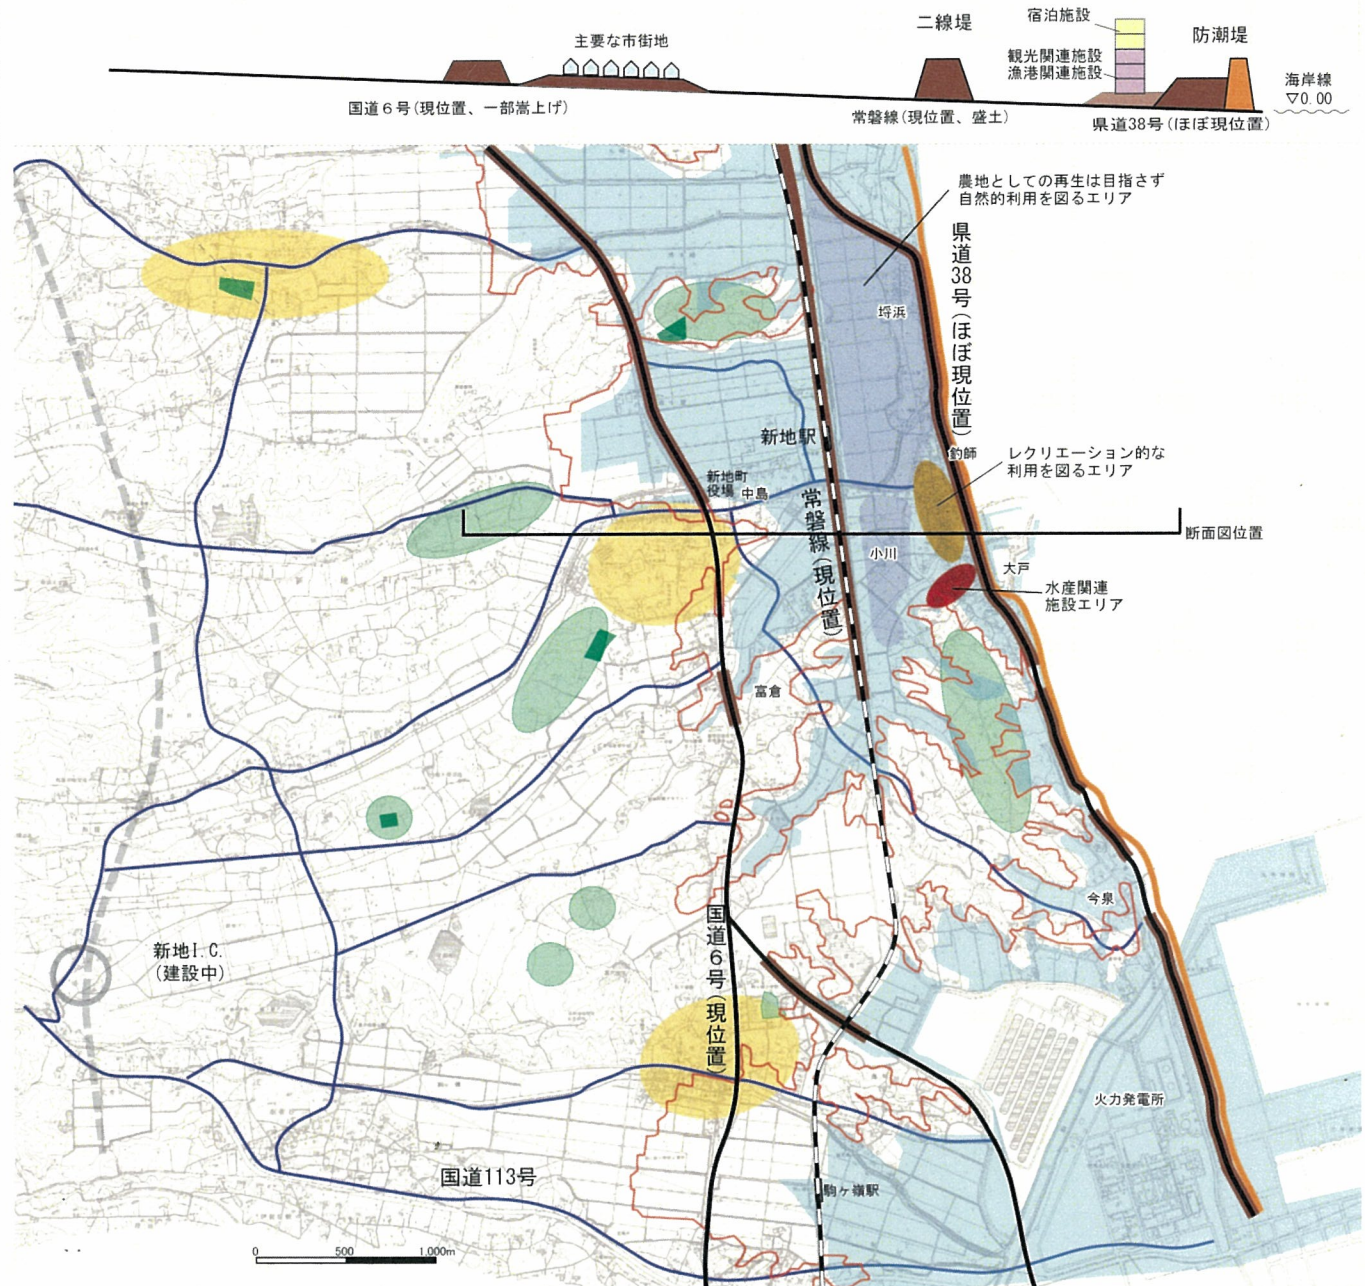 二線堤
宿泊施設
観光関連施設
漁港関連施設
防潮堤
主要な市街地
海岸線
▽0.00
国道6号(現位置、一部嵩上げ)
常磐線(現位置、盛土)
県道38号(ほぼ現位置)
農地としての再生は目指さず
自然的利用を図るエリア
県道38号(ほぼ現位置)
埒浜
新地駅
釣師
レクリエーション的な
利用を図るエリア
新地町
役場
中島
常磐線(現位置)
断面図位置
小川
大戸
水産関連
施設エリア
富倉
今泉
国道6号(現位置)
新地I.C.
(建設中)
火力発電所
国道113号
駒ヶ嶺駅
0 500 1,000m